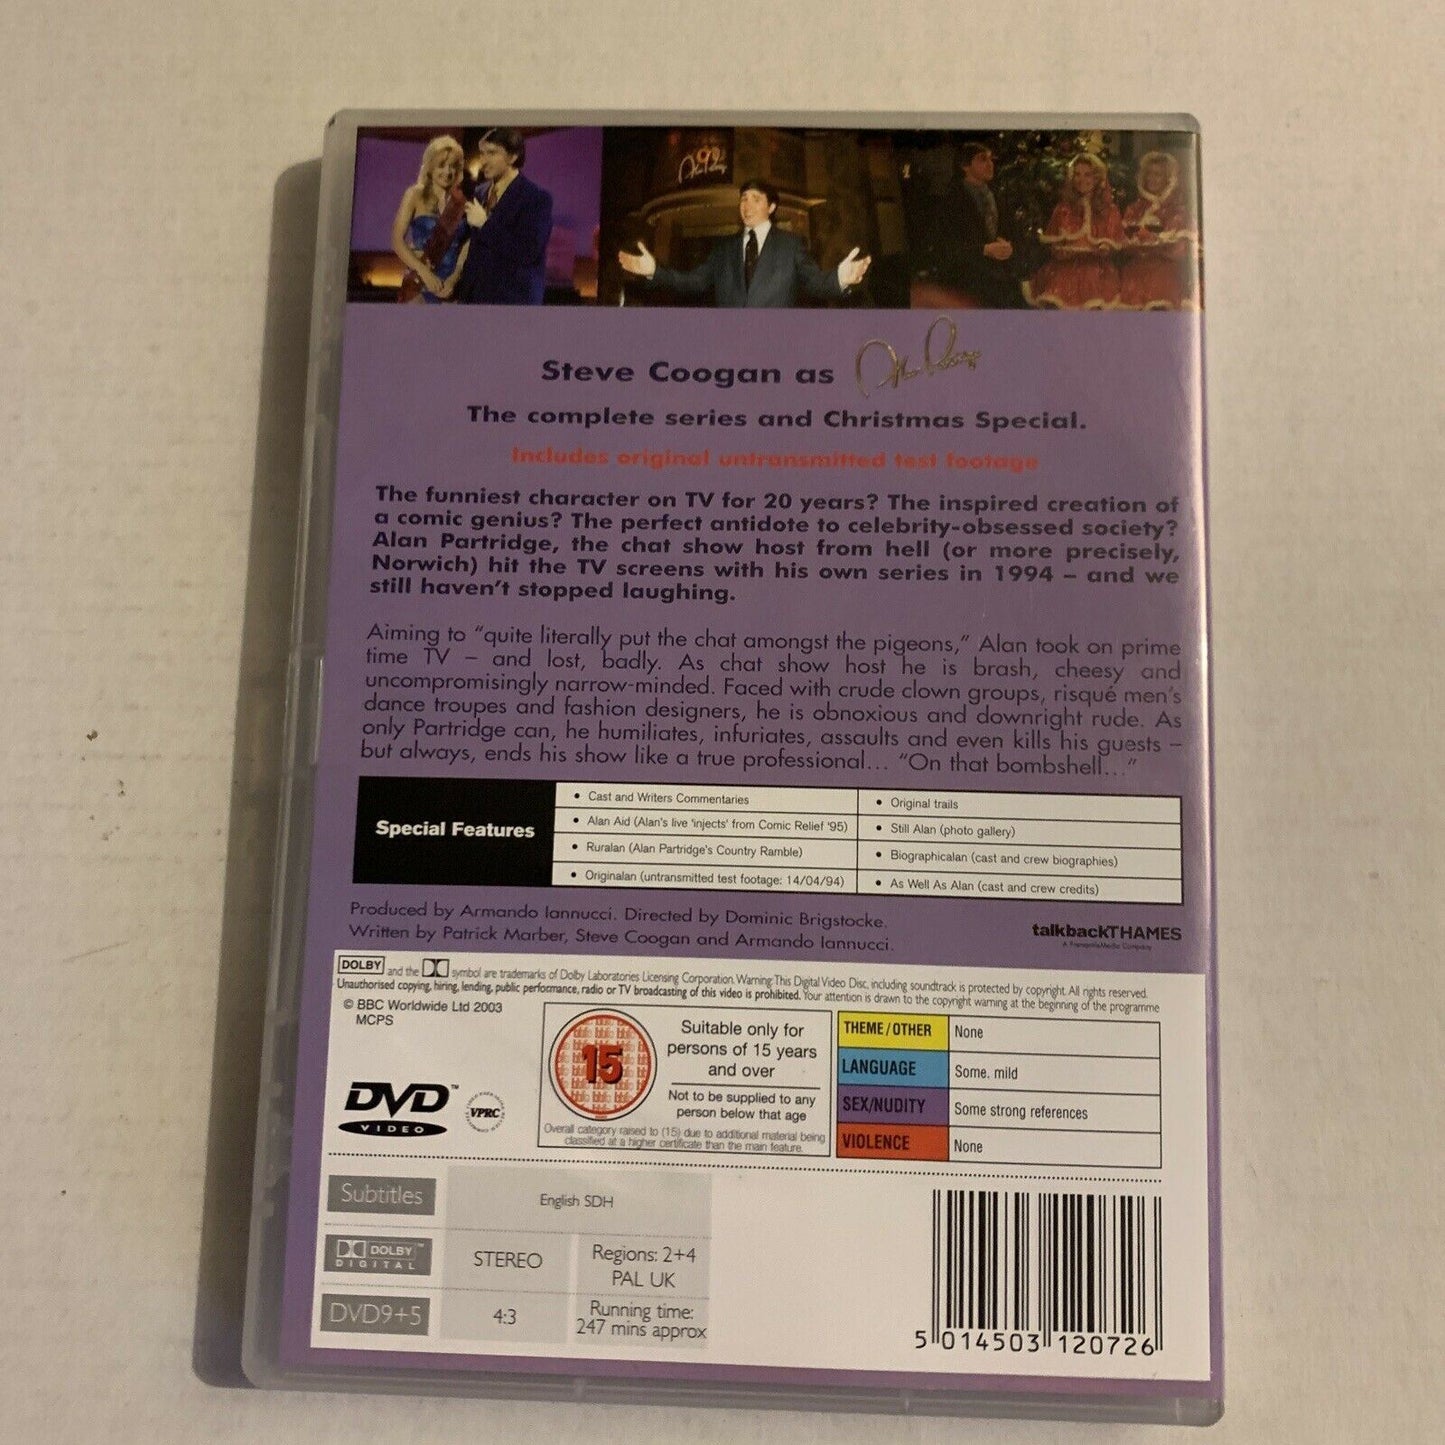 Steve Coogan as Alan Partridge
The complete series and Christmas Special.
Includes original untransmitted test footage
The funniest character on TV for 20 years? The inspired creation of
a comic genius? The perfect antidote to celebrity-obsessed society?
Alan Partridge, the chat show host from hell (or more precisely,
Norwich) hit the TV screens with his own series in 1994 – and we
still haven't stopped laughing.
Aiming to "quite literally put the chat amongst the pigeons," Alan took on prime
time TV – and lost, badly. As chat show host he is brash, cheesy and
uncompromisingly narrow-minded. Faced with crude clown groups, risqué men's
dance troupes and fashion designers, he is obnoxious and downright rude. As
only Partridge can, he humiliates, infuriates, assaults and even kills his guests –
but always, ends his show like a true professional... "On that bombshell..."
Special Features
• Cast and Writers Commentaries
• Alan Aid (Alan's live 'injects' from Comic Relief '95)
• Ruralan (Alan Partridge's Country Ramble)
• Originalan (untransmitted test footage: 14/04/94)
• Original trails
• Still Alan (photo gallery)
• Biographicalan (cast and crew biographies)
• As Well As Alan (cast and crew credits)
Produced by Armando Iannucci. Directed by Dominic Brigstocke.
Written by Patrick Marber, Steve Coogan and Armando Iannucci.
talkbackTHAMES
A FremantleMedia Company
DOLBY and the symbol are trademarks of Dolby Laboratories Licensing Corporation. Warning: This Digital Video Disc, including soundtrack is protected by copyright. All rights reserved.
Unauthorised copying, hiring, lending, public performance, radio or TV broadcasting of this video is prohibited. Your attention is drawn to the copyright warning at the beginning of the programme
© BBC Worldwide Ltd 2003
MCPS
DVD™
VIDEO
VPRC
15
Suitable only for
persons of 15 years
and over
Not to be supplied to any
person below that age
Overall category raised to (15) due to additional material being
classified at a higher certificate than the main feature.
THEME/OTHER None
LANGUAGE Some. mild
SEX/NUDITY Some strong references
VIOLENCE None
Subtitles English SDH
DOLBY™
DIGITAL
STEREO
Regions: 2+4
PAL UK
DVD9+5
4:3
Running time:
247 mins approx
5 014503 120726